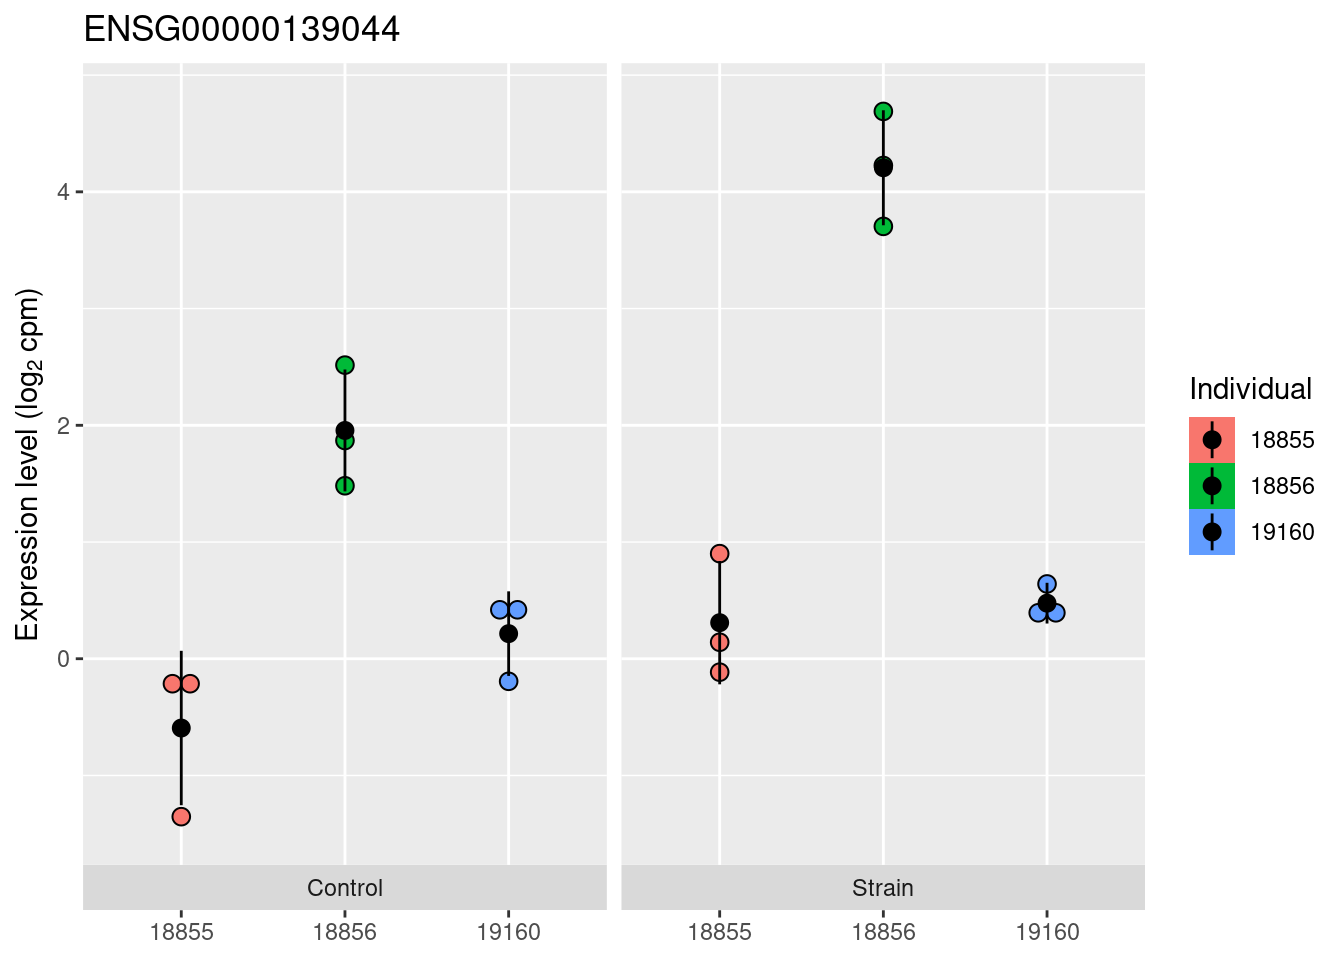 ENSG00000139044
Expression level (log2 cpm)
4
2
0
Control
Strain
18855
18856
19160
18855
18856
19160
Individual
18855
18856
19160